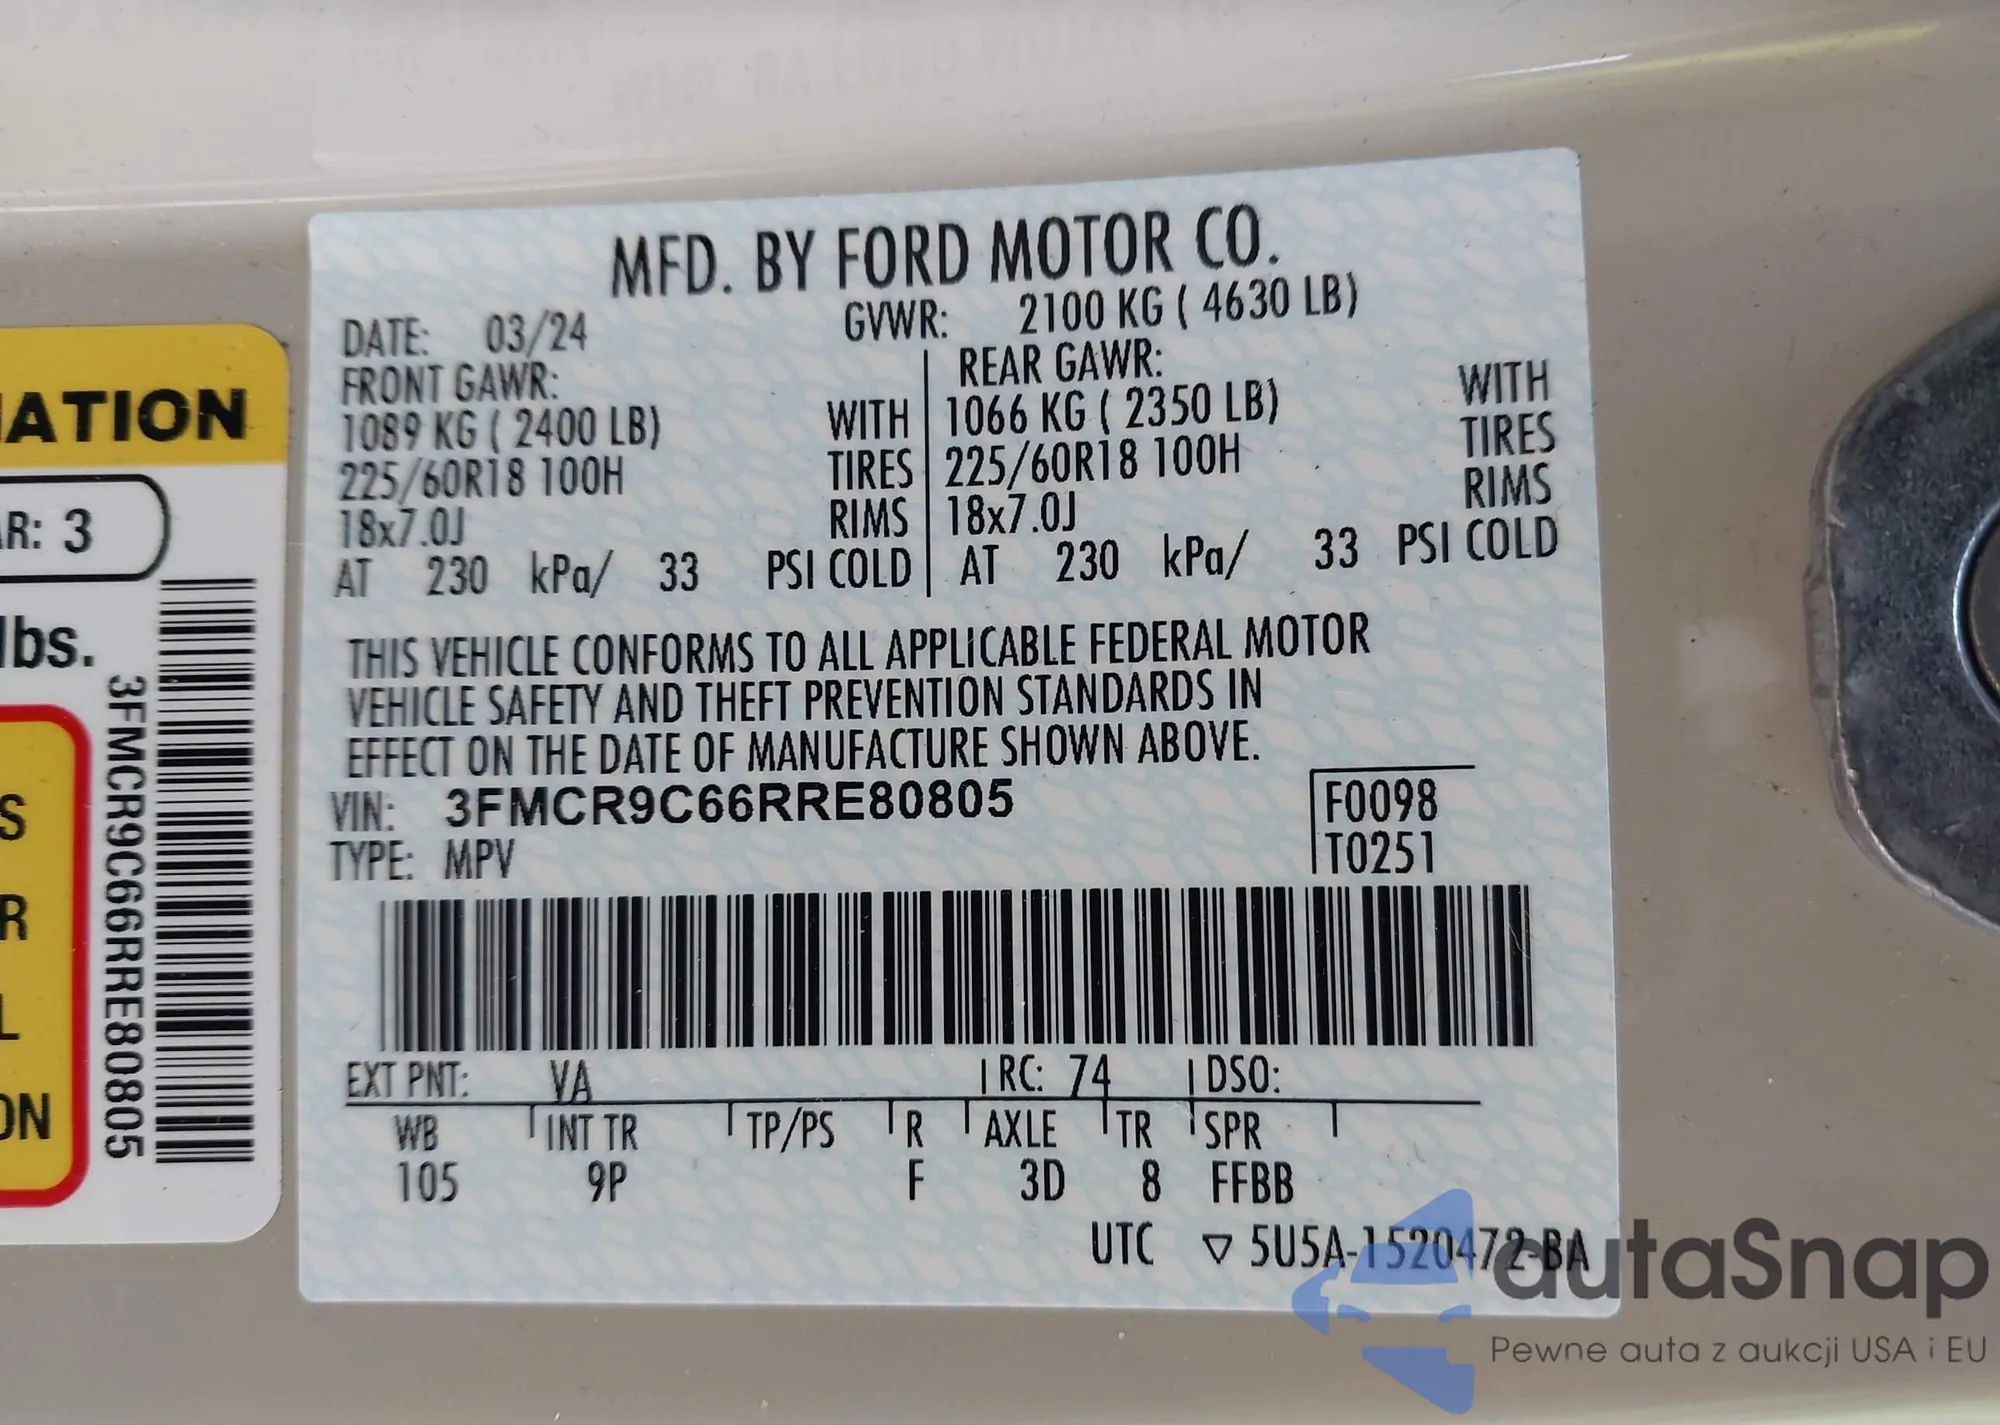 MFD. BY FORD MOTOR CO.
DATE: 03/24 GVWR: 2100 KG ( 4630 LB)
FRONT GAWR: REAR GAWR:
1089 KG ( 2400 LB) WITH 1066 KG ( 2350 LB) WITH
225/60R18 100H TIRES 225/60R18 100H TIRES
18x7.0J RIMS 18x7.0J RIMS
AT 230 kPa/ 33 PSI COLD AT 230 kPa/ 33 PSI COLD
THIS VEHICLE CONFORMS TO ALL APPLICABLE FEDERAL MOTOR
VEHICLE SAFETY AND THEFT PREVENTION STANDARDS IN
EFFECT ON THE DATE OF MANUFACTURE SHOWN ABOVE.
VIN: 3FMCR9C66RRE80805 F0098
TYPE: MPV T0251
EXT PNT: VA RC: 74 DSO:
WB INT TR TP/PS R AXLE TR SPR
105 9P F 3D 8 FFBB
UTC ▽ 5U5A-1520472-BA
MATION
AR: 3
lbs.
3FMCR9C66RRE80805
S
R
L
ON
autaSnap
Pewne auta z aukcji USA i EU